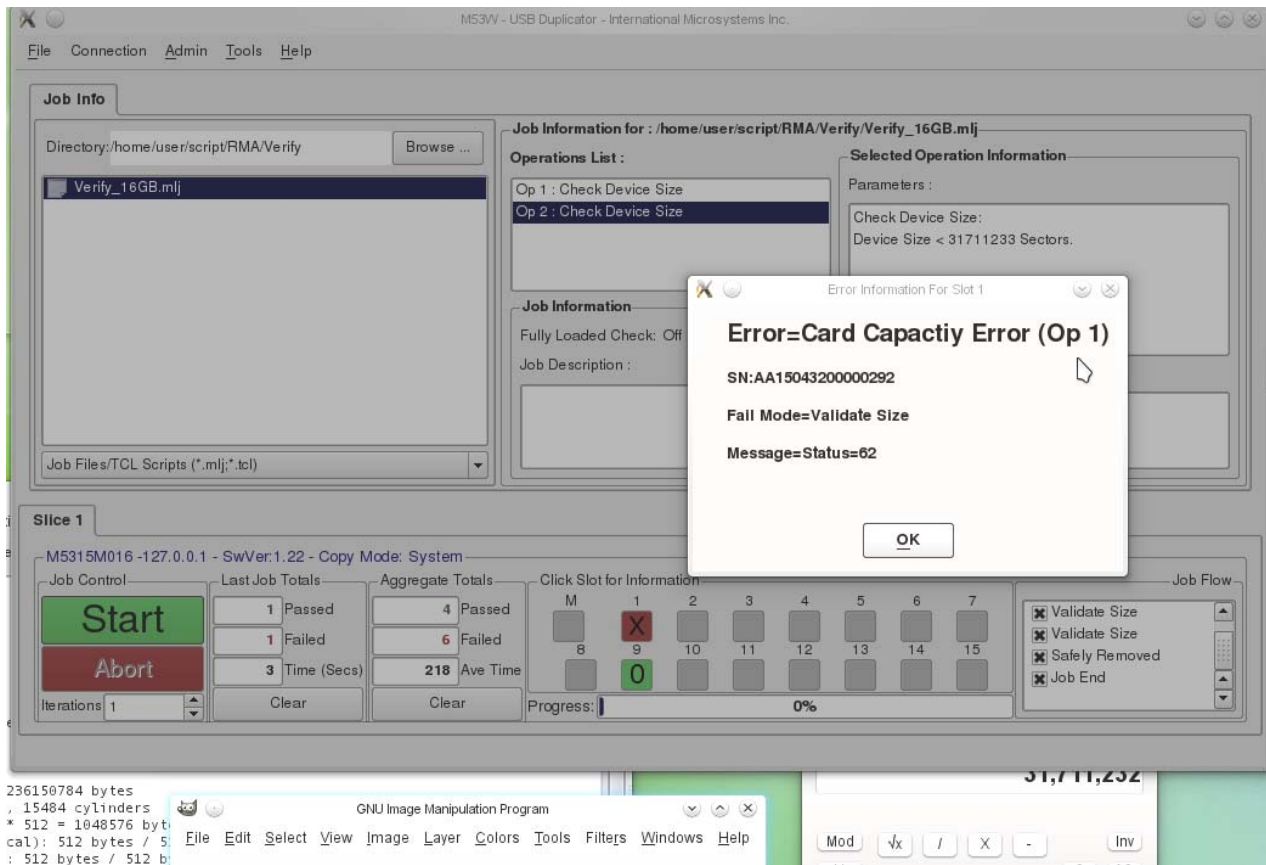 M53W - USB Duplicator - International Microsystems Inc.
File Connection Admin Tools Help
Job Info
Directory:/home/user/script/RMA/Verify
Browse ...
Verify_16GB.mlj
Job Files/TCL Scripts (*.mlj;*.tcl)
Job Information for : /home/user/script/RMA/Verify/Verify_16GB.mlj
Operations List :
Op 1 : Check Device Size
Op 2 : Check Device Size
Selected Operation Information
Parameters :
Check Device Size:
Device Size < 31711233 Sectors.
Job Information
Fully Loaded Check: Off
Job Description :
Error Information For Slot 1
Error=Card Capactiy Error (Op 1)
SN:AA15043200000292
Fail Mode=Validate Size
Message=Status=62
OK
Slice 1
M5315M016 -127.0.0.1 - SwVer:1.22 - Copy Mode: System
Job Control
Start
Abort
Iterations 1
Last Job Totals
1 Passed
1 Failed
3 Time (Secs)
Clear
Aggregate Totals
4 Passed
6 Failed
218 Ave Time
Clear
Click Slot for Information
M 1 2 3 4 5 6 7
X
8 9 10 11 12 13 14 15
0
Progress: 0%
Job Flow
Validate Size
Validate Size
Safely Removed
Job End
236150784 bytes
, 15484 cylinders
* 512 = 1048576 byt
cal): 512 bytes / 5
: 512 bytes / 512 b
GNU Image Manipulation Program
File Edit Select View Image Layer Colors Tools Filters Windows Help
31,711,232
Mod √x / X - Inv